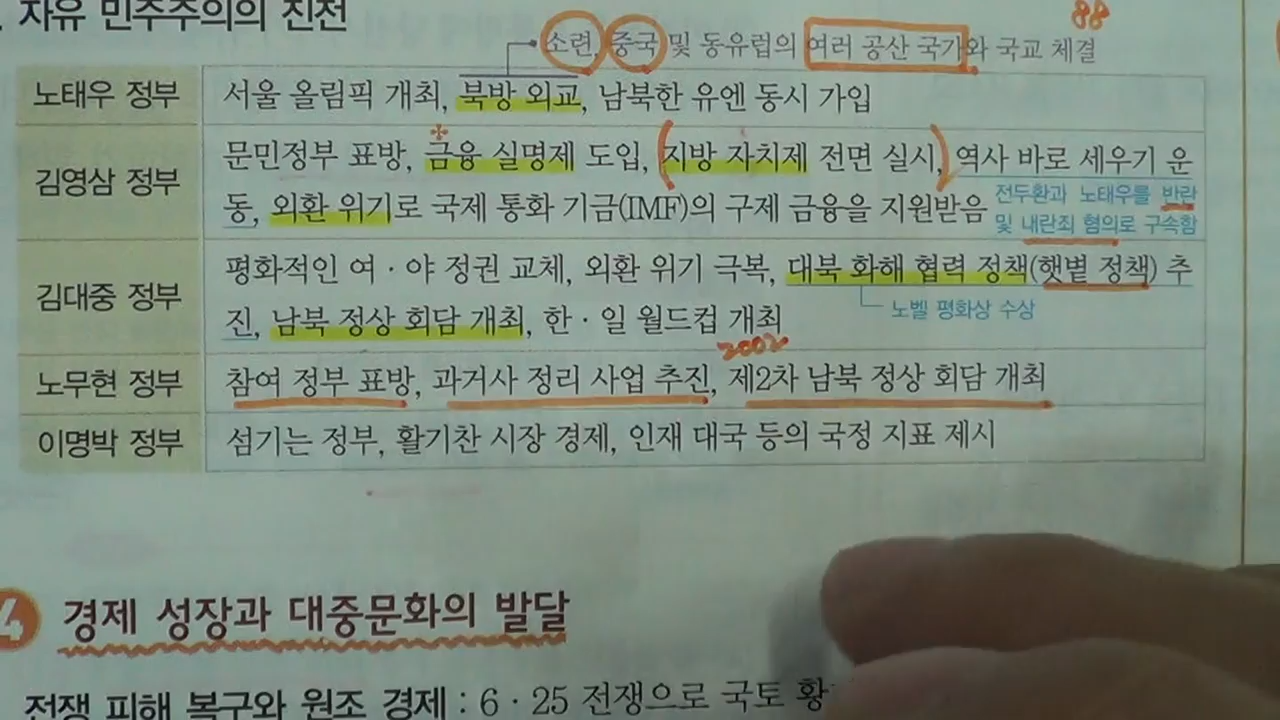 자유 민주주의의 진전
88
소련, 중국 및 동유럽의 여러 공산 국가와 국교 체결
노태우 정부 서울 올림픽 개최, 북방 외교, 남북한 유엔 동시 가입
김영삼 정부 문민정부 표방, 금융 실명제 도입, 지방 자치제 전면 실시, 역사 바로 세우기 운
동, 외환 위기로 국제 통화 기금(IMF)의 구제 금융을 지원받음
전두환과 노태우를 반란
및 내란죄 혐의로 구속함
김대중 정부 평화적인 여·야 정권 교체, 외환 위기 극복, 대북 화해 협력 정책(햇볕 정책) 추
진, 남북 정상 회담 개최, 한·일 월드컵 개최
노벨 평화상 수상
2002
노무현 정부 참여 정부 표방, 과거사 정리 사업 추진, 제2차 남북 정상 회담 개최
이명박 정부 섬기는 정부, 활기찬 시장 경제, 인재 대국 등의 국정 지표 제시
4 경제 성장과 대중문화의 발달
전쟁 피해 복구와 원조 경제 : 6·25 전쟁으로 국토